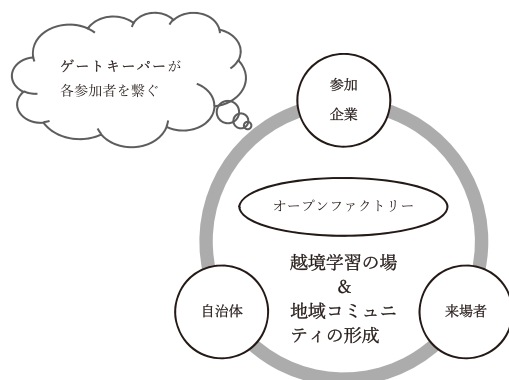 ゲートキーパーが
各参加者を繋ぐ
参加
企業
オープンファクトリー
越境学習の場
&
地域コミュニ
ティの形成
自治体
来場者